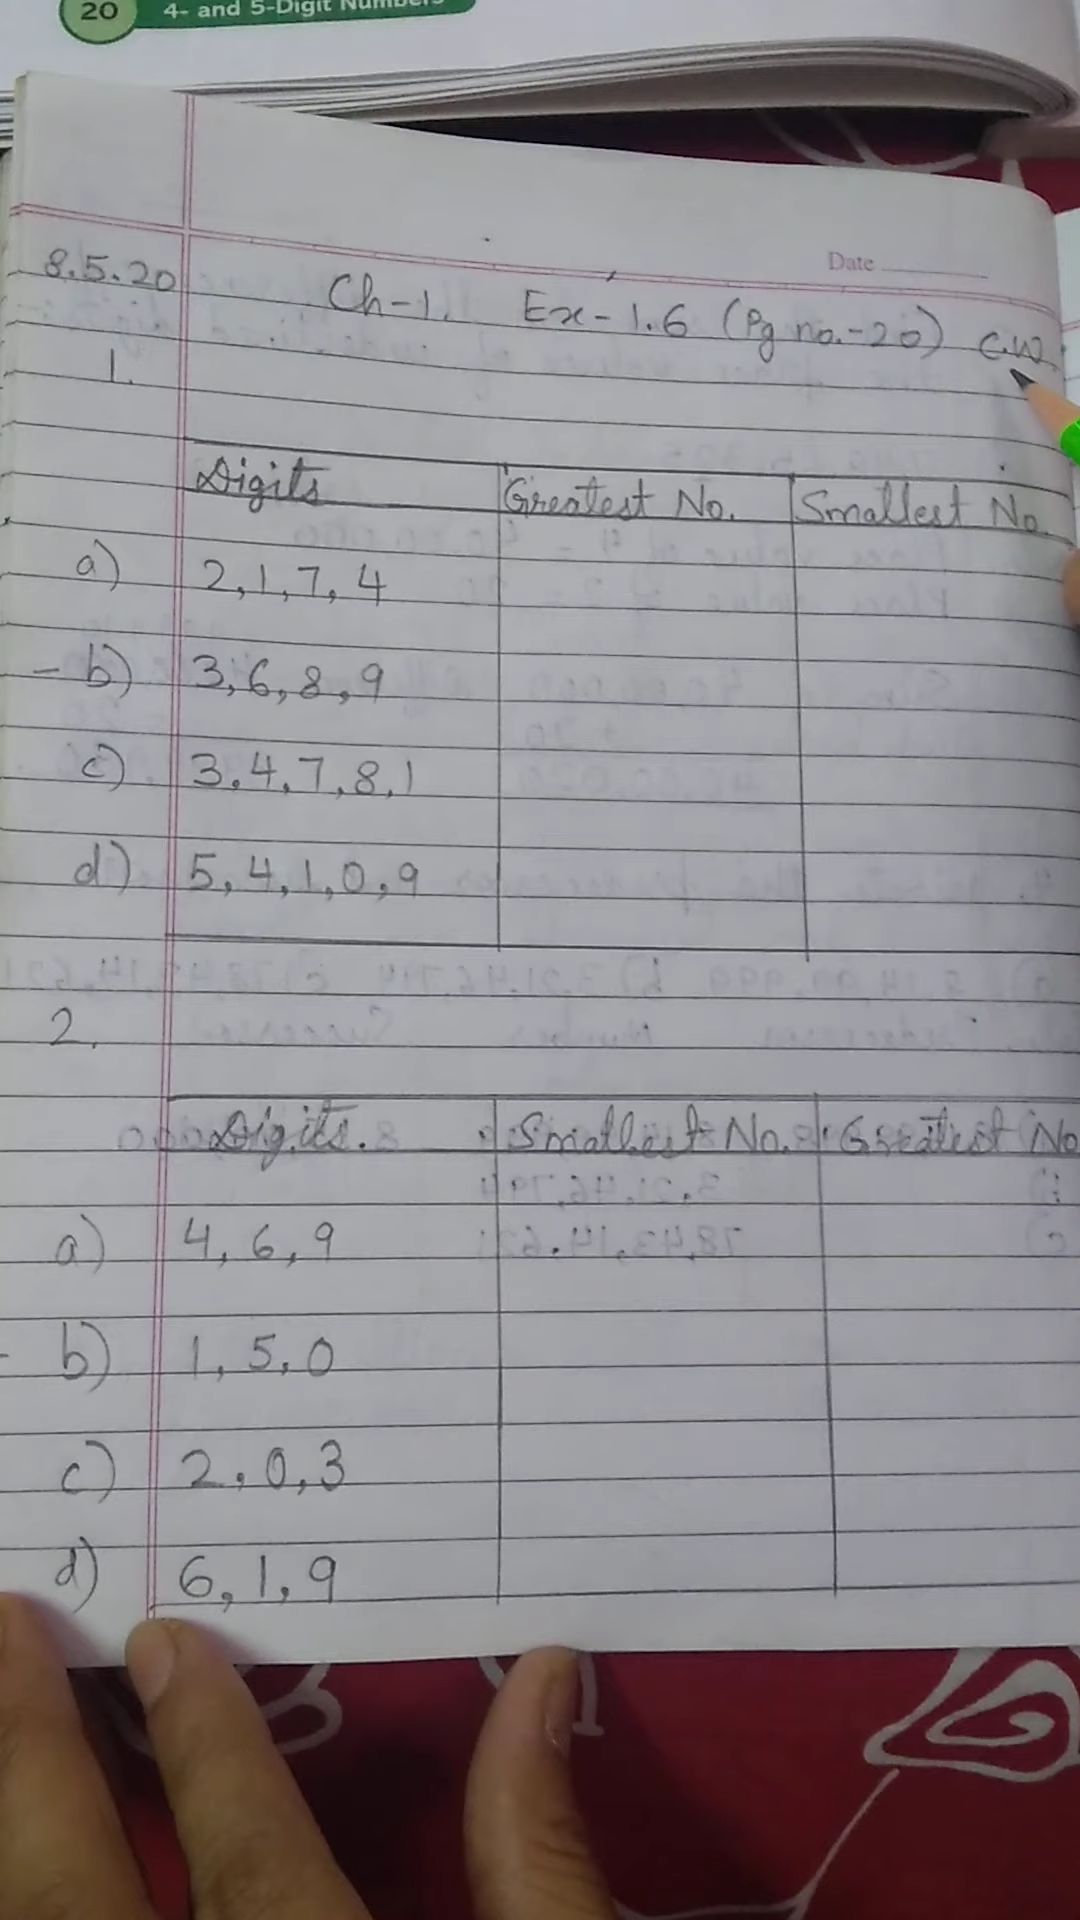 20 4- and 5-Digit Numbers
Date
8.5.20 Ch-1. Ex-1.6 (Pg no.-20) C.W.
1.
Digits Greatest No. Smallest No.
a) 2,1,7,4
b) 3,6,8,9
c) 3,4,7,8,1
d) 5,4,1,0,9
2.
Digits. Smallest No. Greatest No
a) 4,6,9
b) 1,5,0
c) 2,0,3
d) 6,1,9